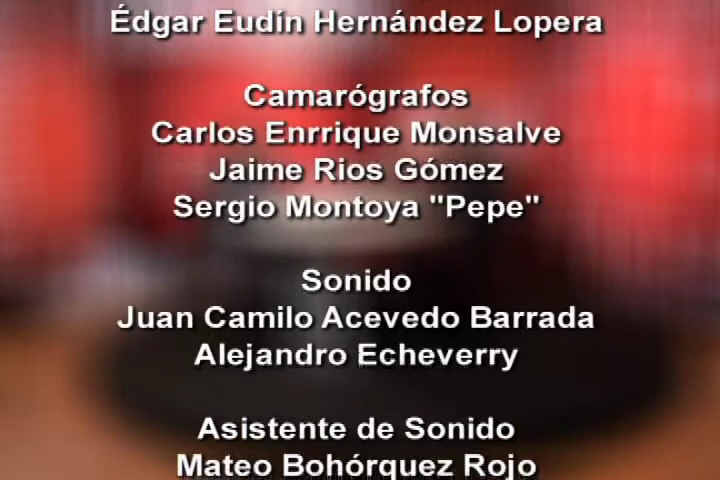 Édgar Eudín Hernández Lopera
Camarógrafos
Carlos Enrrique Monsalve
Jaime Rios Gómez
Sergio Montoya "Pepe"
Sonido
Juan Camilo Acevedo Barrada
Alejandro Echeverry
Asistente de Sonido
Mateo Bohórquez Rojo